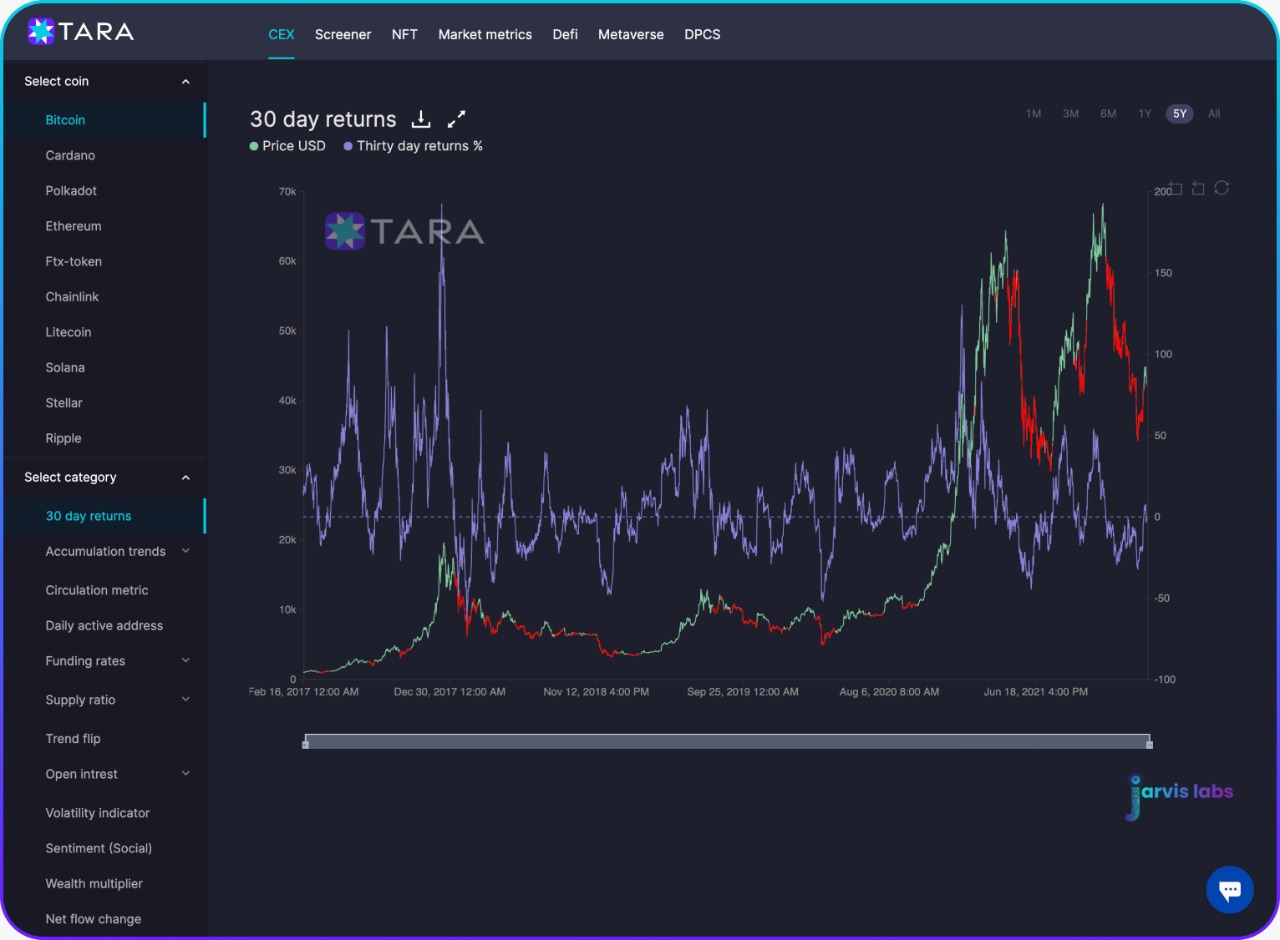 TARA
CEX Screener NFT Market metrics Defi Metaverse DPCS
Select coin
Bitcoin
Cardano
Polkadot
Ethereum
Ftx-token
Chainlink
Litecoin
Solana
Stellar
Ripple
Select category
30 day returns
Accumulation trends
Circulation metric
Daily active address
Funding rates
Supply ratio
Trend flip
Open intrest
Volatility indicator
Sentiment (Social)
Wealth multiplier
Net flow change
30 day returns
1M 3M 6M 1Y 5Y All
Price USD Thirty day returns %
TARA
70k
60k
50k
40k
30k
20k
10k
0
200
150
100
50
0
-50
-100
Feb 16, 2017 12:00 AM Dec 30, 2017 12:00 AM Nov 12, 2018 4:00 PM Sep 25, 2019 12:00 AM Aug 6, 2020 8:00 AM Jun 18, 2021 4:00 PM
jarvis labs